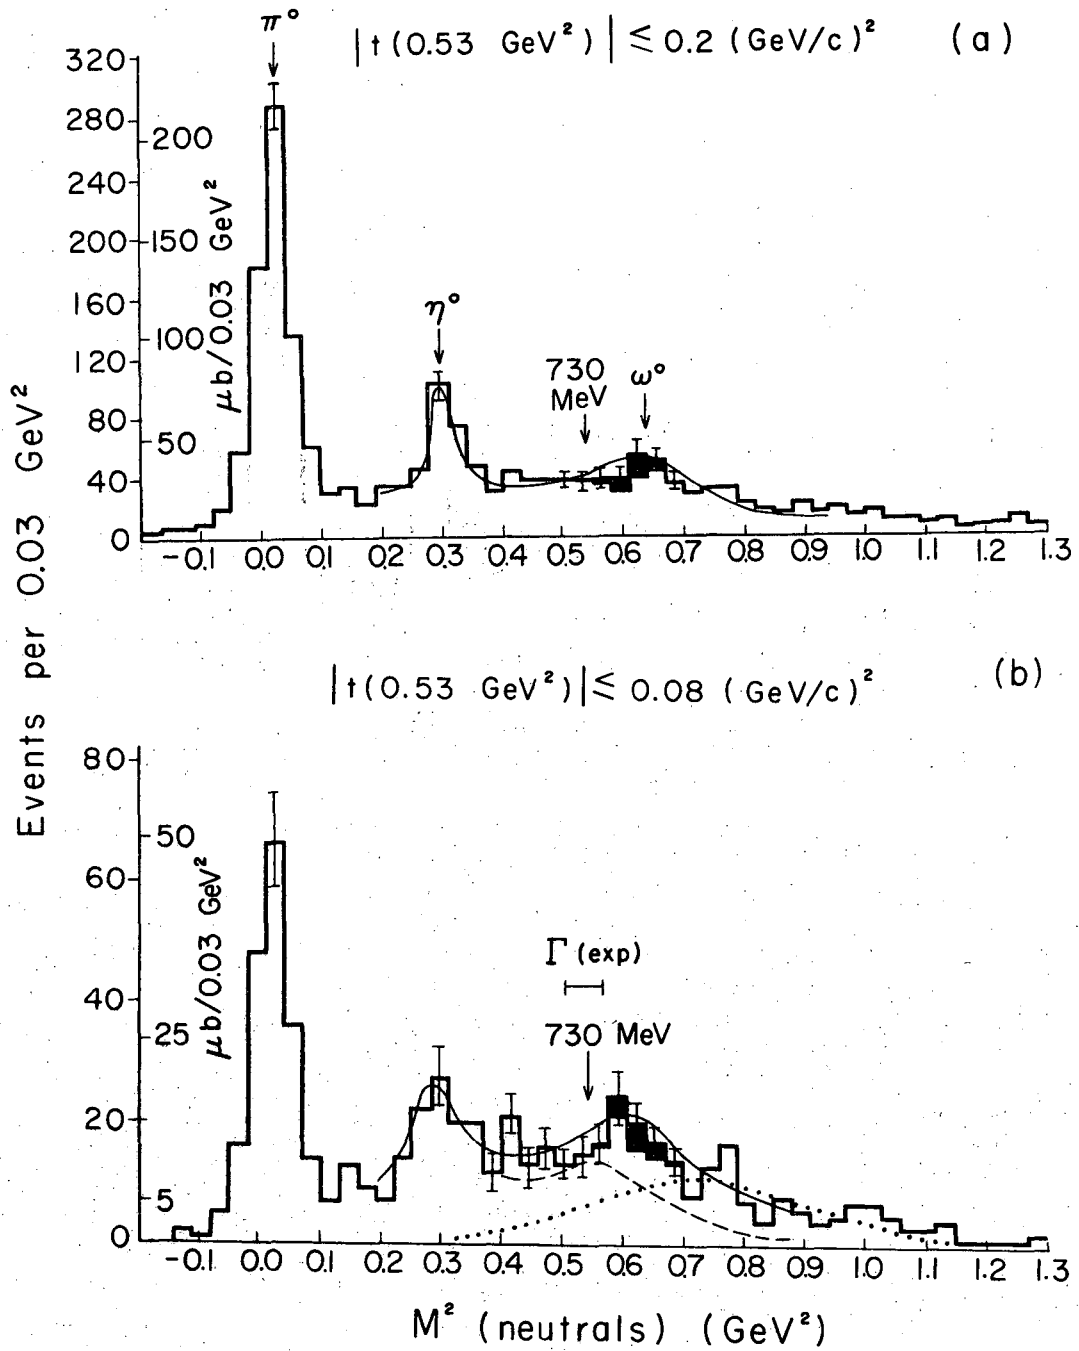 π° |t(0.53 GeV²)| ≤ 0.2 (GeV/c)² (a)
320
280
240
200
160
120
80
40
0
200
150
100
50
μb/0.03 GeV²
η°
730
MeV
ω°
-0.1 0.0 0.1 0.2 0.3 0.4 0.5 0.6 0.7 0.8 0.9 1.0 1.1 1.2 1.3
Events per 0.03 GeV²
|t(0.53 GeV²)| ≤ 0.08 (GeV/c)² (b)
80
60
40
20
0
50
25
5
μb/0.03 GeV²
Γ (exp)
730 MeV
-0.1 0.0 0.1 0.2 0.3 0.4 0.5 0.6 0.7 0.8 0.9 1.0 1.1 1.2 1.3
M² (neutrals) (GeV²)